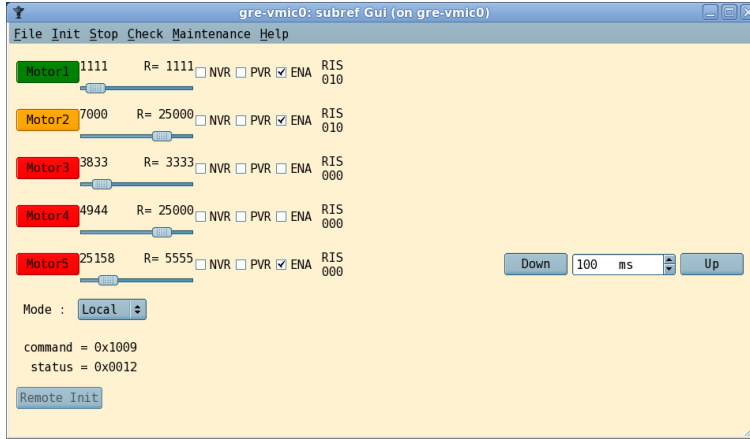 gre-vmic0: subref Gui (on gre-vmic0)
File Init Stop Check Maintenance Help
Motor1 1111 R= 1111 NVR PVR ENA RIS 010
Motor2 7000 R= 25000 NVR PVR ENA RIS 010
Motor3 3833 R= 3333 NVR PVR ENA RIS 000
Motor4 4944 R= 25000 NVR PVR ENA RIS 000
Motor5 25158 R= 5555 NVR PVR ENA RIS 000 Down 100 ms Up
Mode : Local
command = 0x1009
status = 0x0012
Remote Init